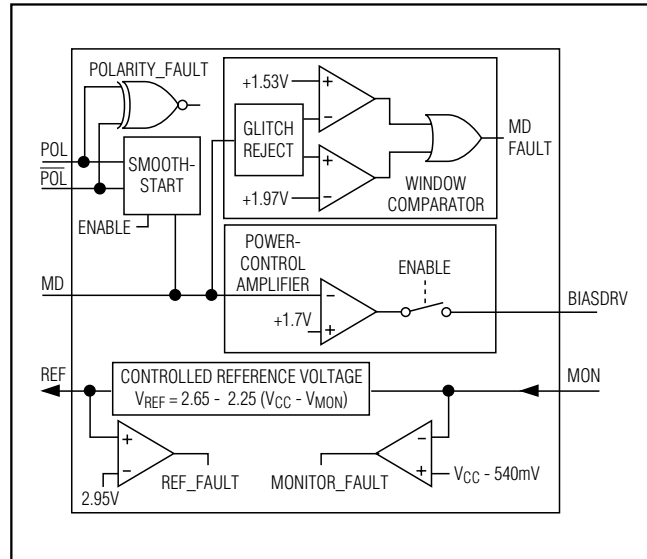 POLARITY_FAULT
+1.53V
+
−
GLITCH
REJECT
MD
FAULT
POL
POL
SMOOTH-
START
+
−
WINDOW
COMPARATOR
+1.97V
ENABLE
POWER-
CONTROL
AMPLIFIER
ENABLE
MD
−
+
+1.7V
BIASDRV
REF
CONTROLLED REFERENCE VOLTAGE
VREF = 2.65 - 2.25 (VCC - VMON)
MON
+
−
2.95V
REF_FAULT
MONITOR_FAULT
−
+
VCC - 540mV